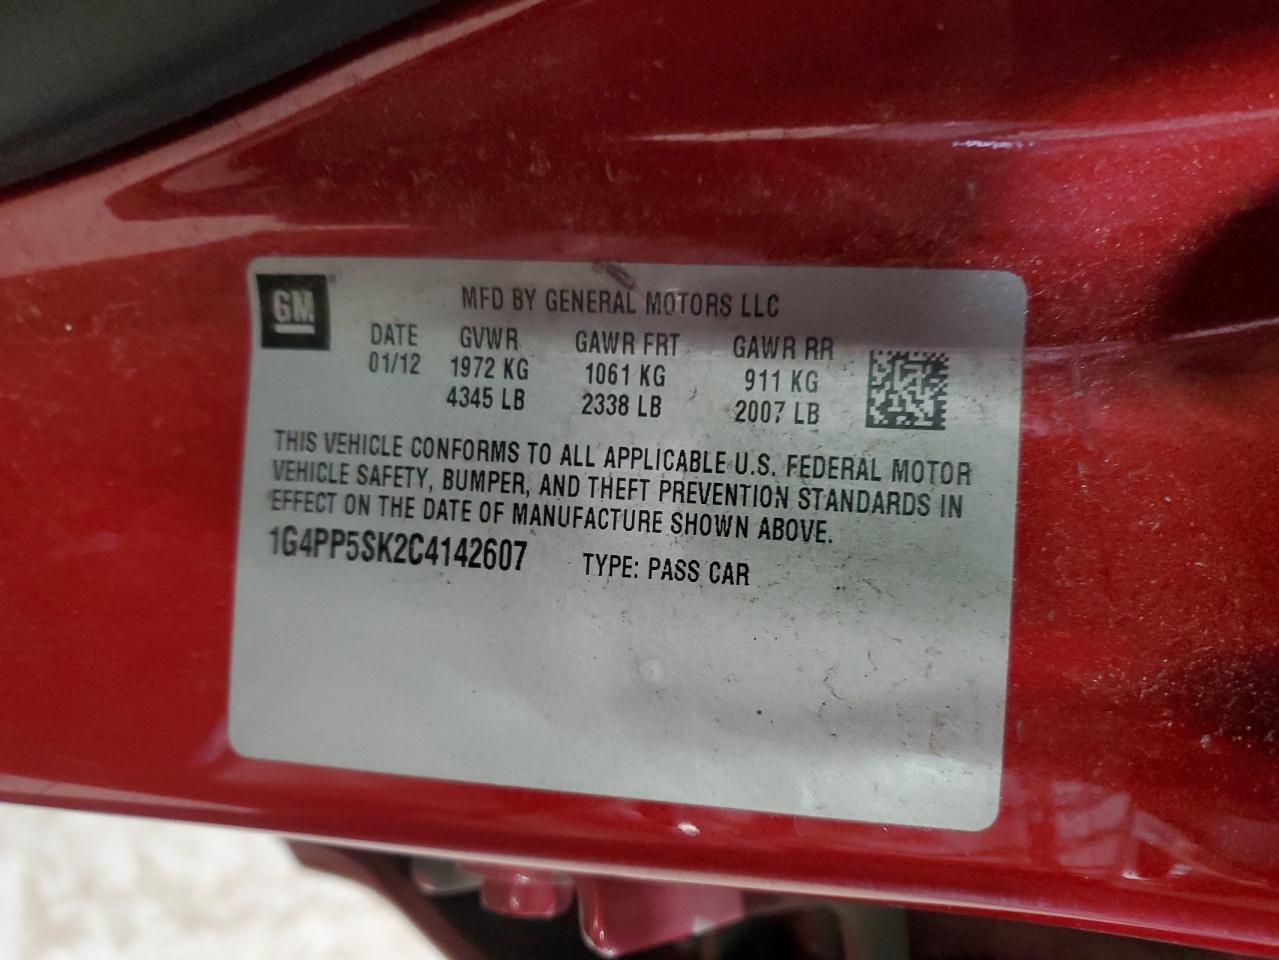 GM
MFD BY GENERAL MOTORS LLC
DATE GVWR GAWR FRT GAWR RR
01/12 1972 KG 1061 KG 911 KG
4345 LB 2338 LB 2007 LB
THIS VEHICLE CONFORMS TO ALL APPLICABLE U.S. FEDERAL MOTOR
VEHICLE SAFETY, BUMPER, AND THEFT PREVENTION STANDARDS IN
EFFECT ON THE DATE OF MANUFACTURE SHOWN ABOVE.
1G4PP5SK2C4142607 TYPE: PASS CAR